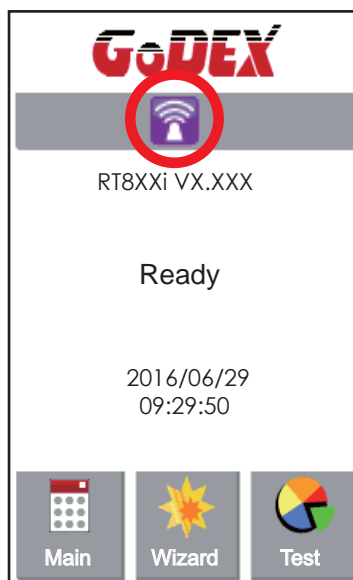 GoDEX
RT8XXi VX.XXX
Ready
2016/06/29
09:29:50
Main
Wizard
Test